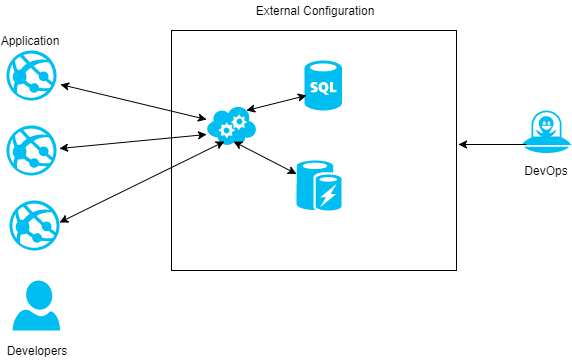 External Configuration
Application
SQL
DevOps
Developers